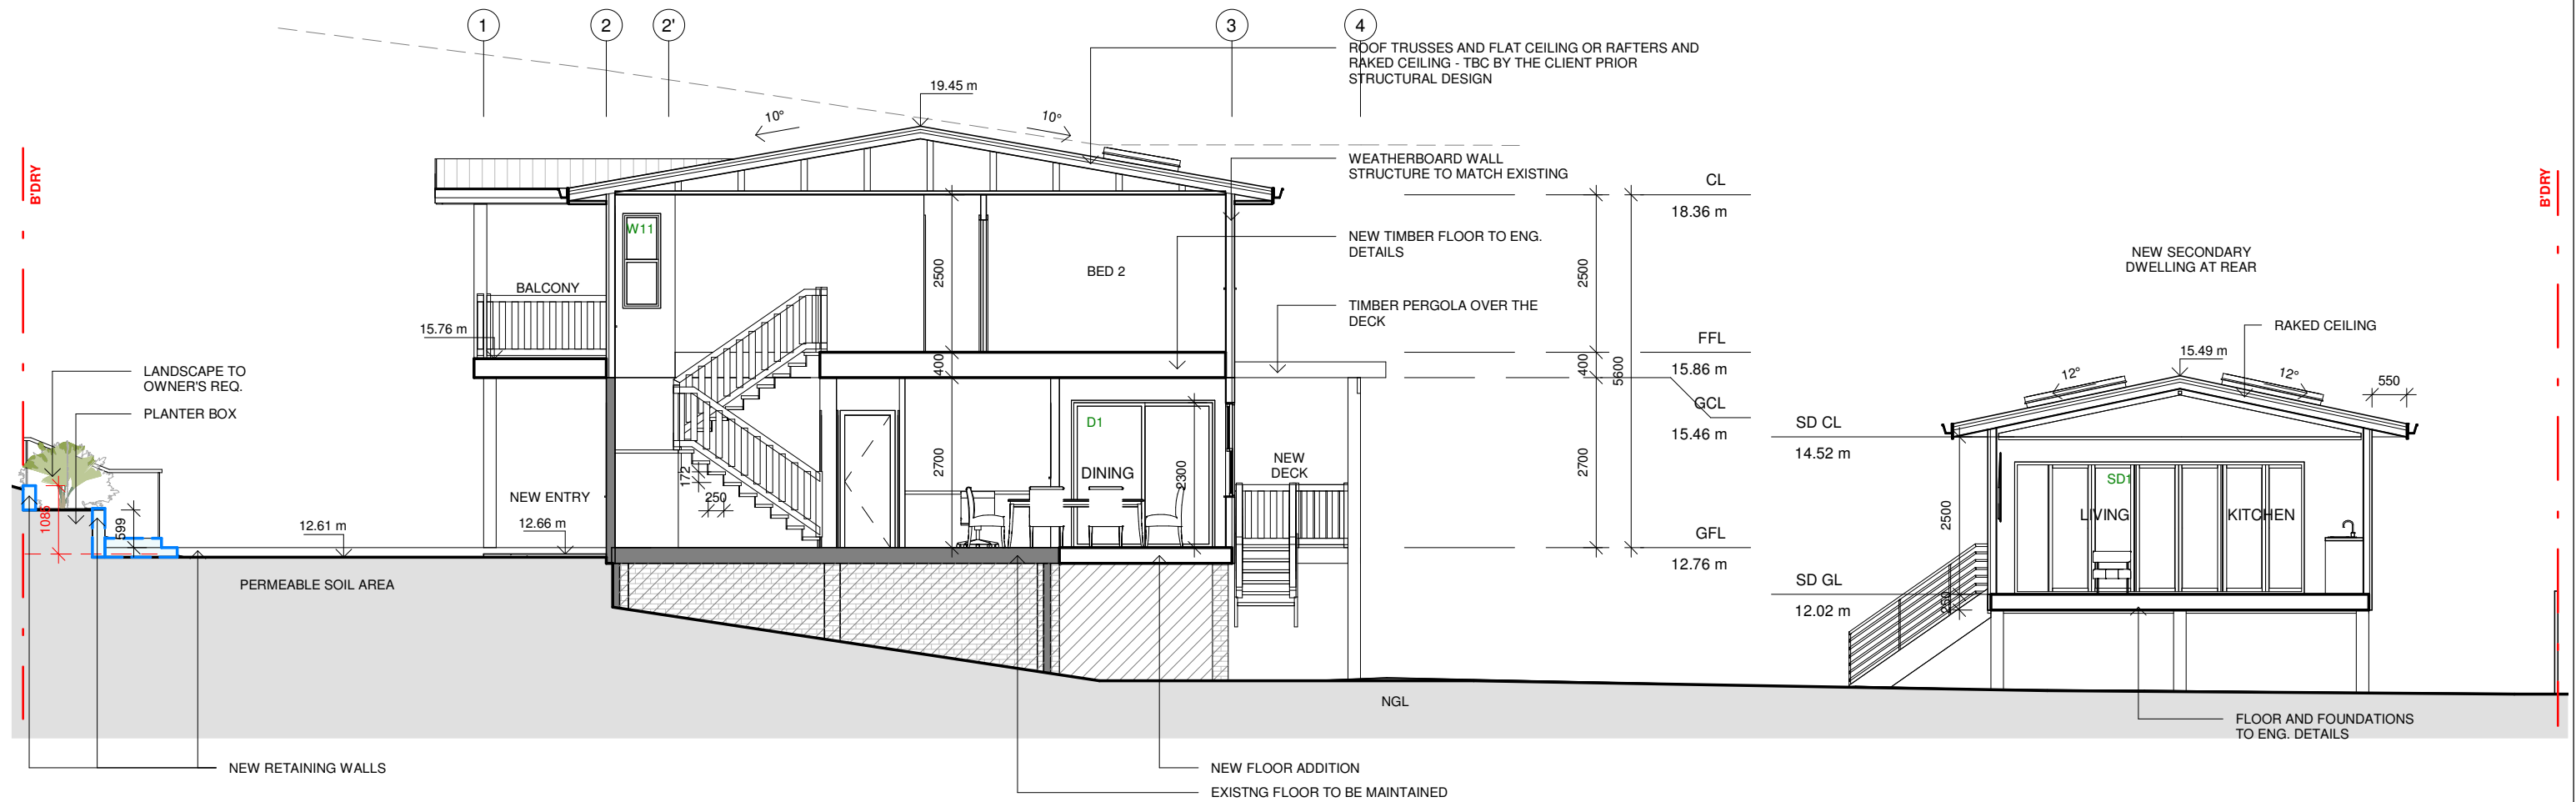 1
2
2'
3
4
ROOF TRUSSES AND FLAT CEILING OR RAFTERS AND
RAKED CEILING - TBC BY THE CLIENT PRIOR
STRUCTURAL DESIGN
19.45 m
10°
10°
B'DRY
B'DRY
WEATHERBOARD WALL
STRUCTURE TO MATCH EXISTING
CL
18.36 m
W11
NEW TIMBER FLOOR TO ENG.
DETAILS
BED 2
2500
2500
NEW SECONDARY
DWELLING AT REAR
BALCONY
TIMBER PERGOLA OVER THE
DECK
15.76 m
RAKED CEILING
FFL
15.86 m
400
400
5600
15.49 m
LANDSCAPE TO
OWNER'S REQ.
PLANTER BOX
12°
12°
550
GCL
15.46 m
D1
SD CL
14.52 m
2700
DINING
2300
NEW
DECK
2700
172
250
SD1
LIVING
KITCHEN
2500
NEW ENTRY
12.66 m
12.61 m
1085
599
GFL
12.76 m
SD GL
12.02 m
250
PERMEABLE SOIL AREA
NGL
FLOOR AND FOUNDATIONS
TO ENG. DETAILS
NEW RETAINING WALLS
NEW FLOOR ADDITION
EXISTNG FLOOR TO BE MAINTAINED